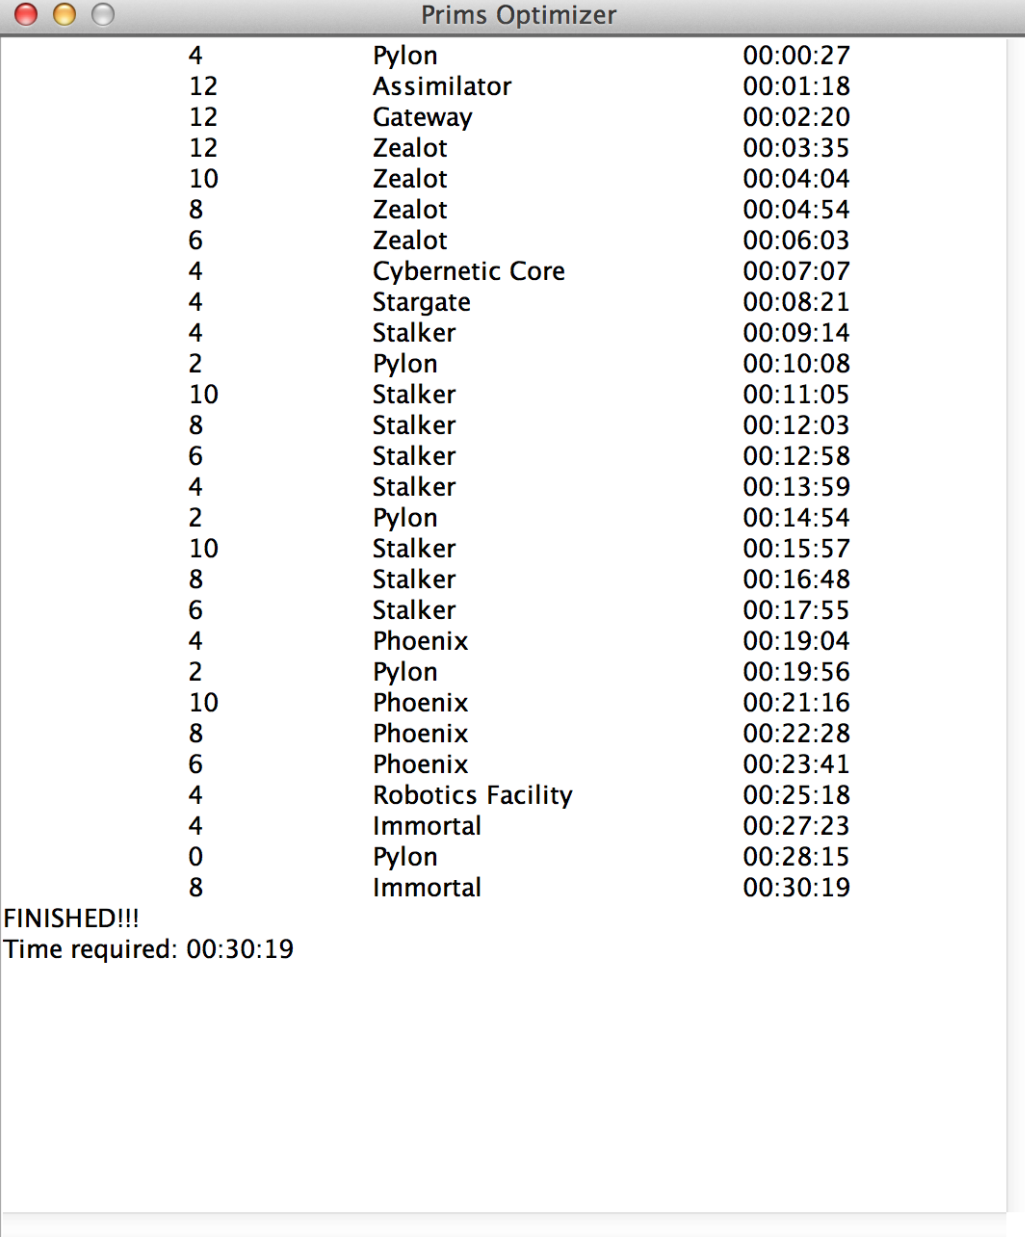 Prims Optimizer
4 Pylon 00:00:27
12 Assimilator 00:01:18
12 Gateway 00:02:20
12 Zealot 00:03:35
10 Zealot 00:04:04
8 Zealot 00:04:54
6 Zealot 00:06:03
4 Cybernetic Core 00:07:07
4 Stargate 00:08:21
4 Stalker 00:09:14
2 Pylon 00:10:08
10 Stalker 00:11:05
8 Stalker 00:12:03
6 Stalker 00:12:58
4 Stalker 00:13:59
2 Pylon 00:14:54
10 Stalker 00:15:57
8 Stalker 00:16:48
6 Stalker 00:17:55
4 Phoenix 00:19:04
2 Pylon 00:19:56
10 Phoenix 00:21:16
8 Phoenix 00:22:28
6 Phoenix 00:23:41
4 Robotics Facility 00:25:18
4 Immortal 00:27:23
0 Pylon 00:28:15
8 Immortal 00:30:19
FINISHED!!!
Time required: 00:30:19